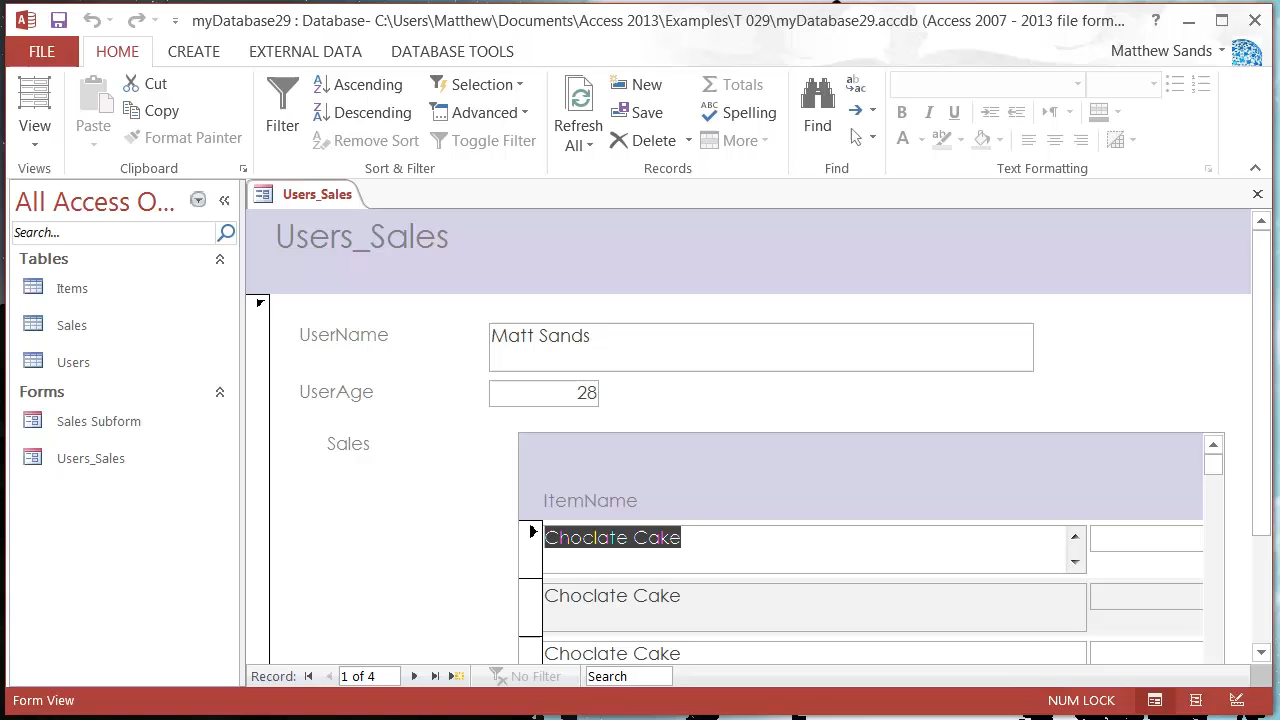 myDatabase29 : Database- C:\Users\Matthew\Documents\Access 2013\Examples\T 029\myDatabase29.accdb (Access 2007 - 2013 file form...
FILE HOME CREATE EXTERNAL DATA DATABASE TOOLS Matthew Sands
View
Views
Paste
Cut
Copy
Format Painter
Clipboard
Filter
Ascending
Descending
Remove Sort
Selection
Advanced
Toggle Filter
Sort & Filter
Refresh
All
New
Save
Delete
Totals
Spelling
More
Records
Find
Find
Text Formatting
All Access O...
Search...
Tables
Items
Sales
Users
Forms
Sales Subform
Users_Sales
Users_Sales
Users_Sales
UserName Matt Sands
UserAge 28
Sales
ItemName
Choclate Cake
Choclate Cake
Choclate Cake
Record: 1 of 4 No Filter Search
Form View NUM LOCK